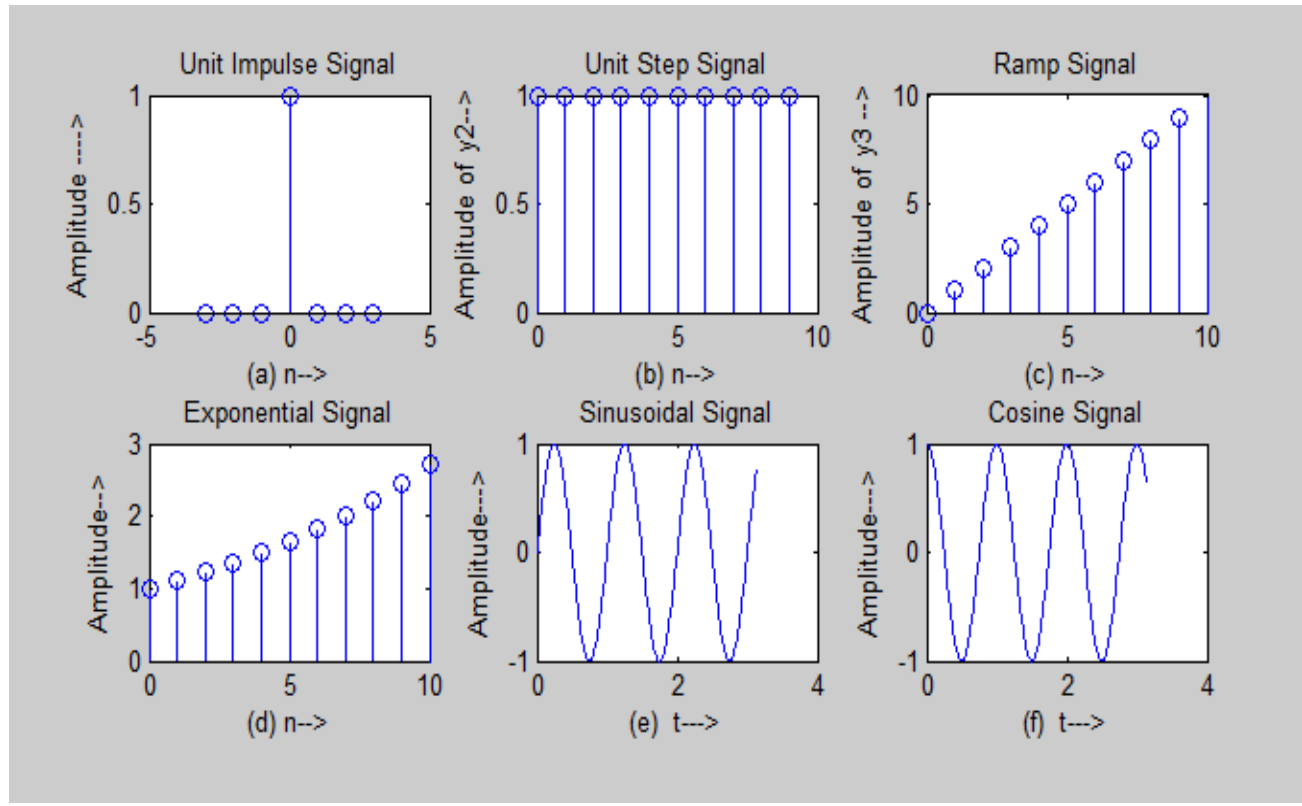 Unit Impulse Signal
Amplitude ---->
1
0.5
0
-5
0
5
(a) n-->
Unit Step Signal
Amplitude of y2-->
1
0.5
0
0
5
10
(b) n-->
Ramp Signal
Amplitude of y3 -->
10
5
0
0
5
10
(c) n-->
Exponential Signal
Amplitude-->
3
2
1
0
0
5
10
(d) n-->
Sinusoidal Signal
Amplitude--->
1
0
-1
0
2
4
(e) t--->
Cosine Signal
Amplitude--->
1
0
-1
0
2
4
(f) t--->